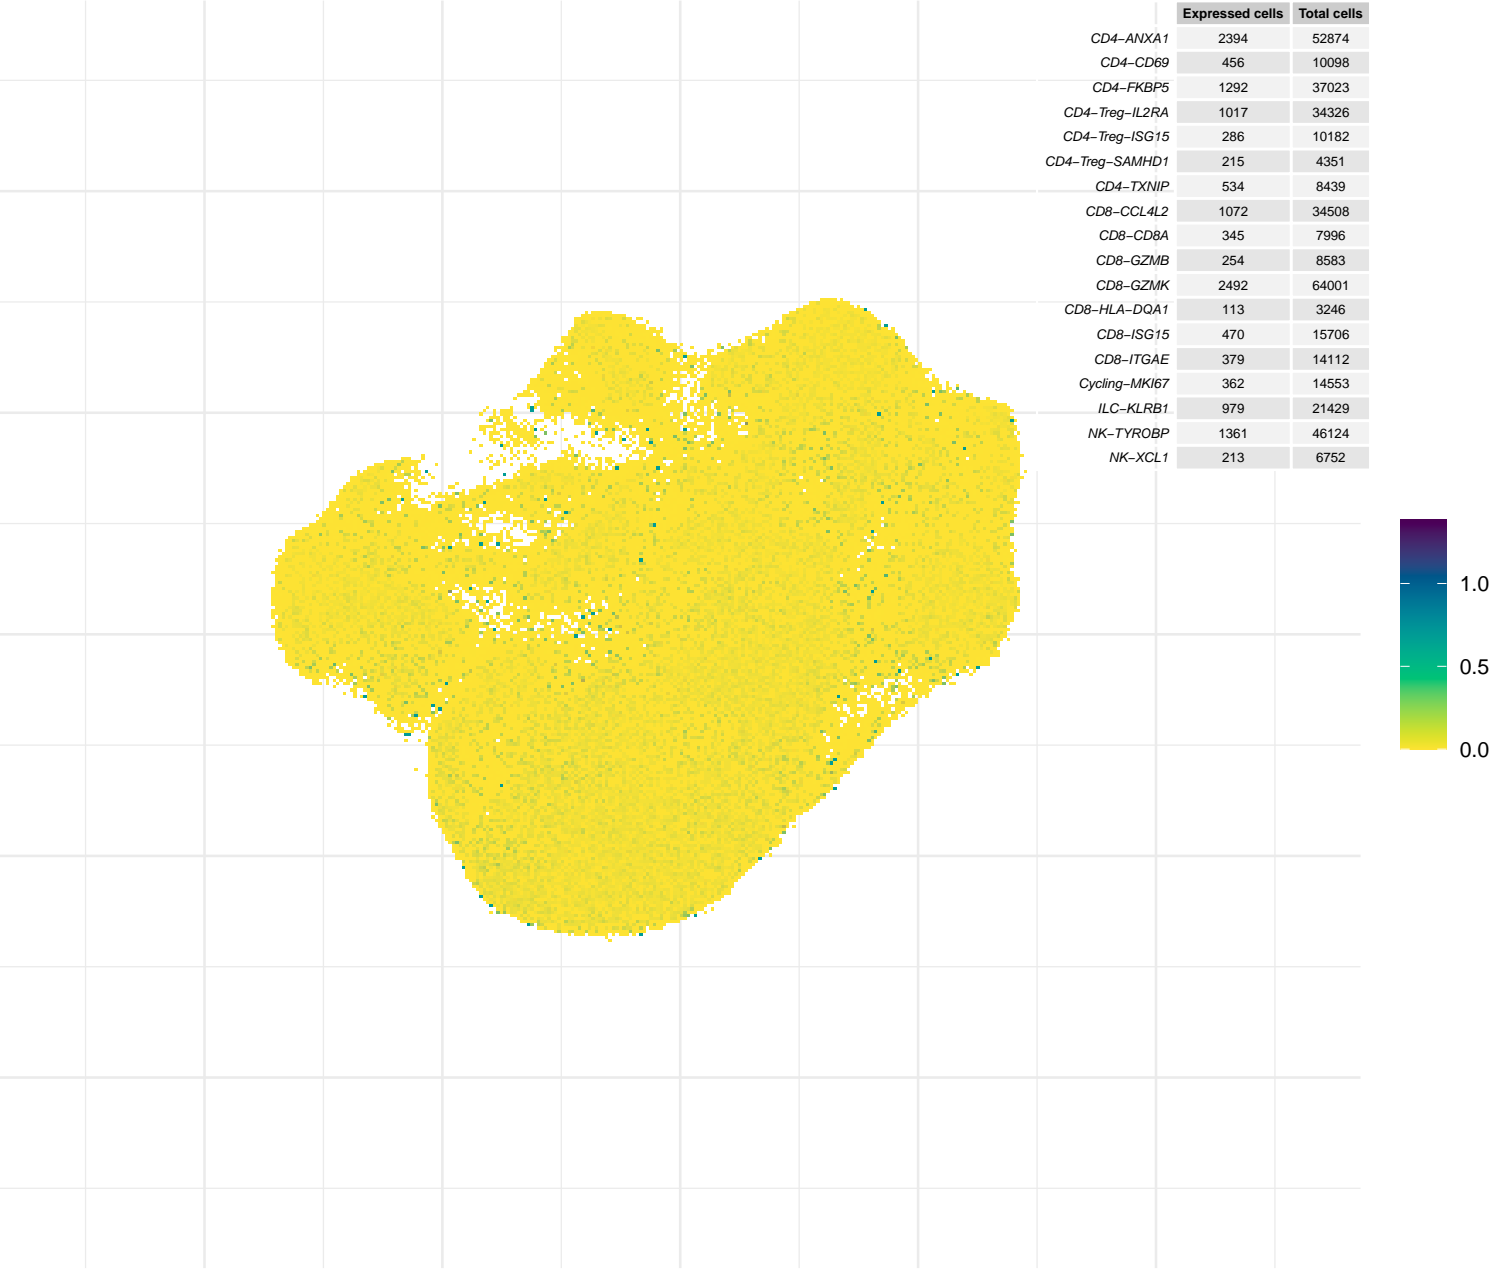 Expressed cells Total cells
CD4−ANXA1 2394 52874
CD4−CD69 456 10098
CD4−FKBP5 1292 37023
CD4−Treg−IL2RA 1017 34326
CD4−Treg−ISG15 286 10182
CD4−Treg−SAMHD1 215 4351
CD4−TXNIP 534 8439
CD8−CCL4L2 1072 34508
CD8−CD8A 345 7996
CD8−GZMB 254 8583
CD8−GZMK 2492 64001
CD8−HLA−DQA1 113 3246
CD8−ISG15 470 15706
CD8−ITGAE 379 14112
Cycling−MKI67 362 14553
ILC−KLRB1 979 21429
NK−TYROBP 1361 46124
NK−XCL1 213 6752
1.0
0.5
0.0